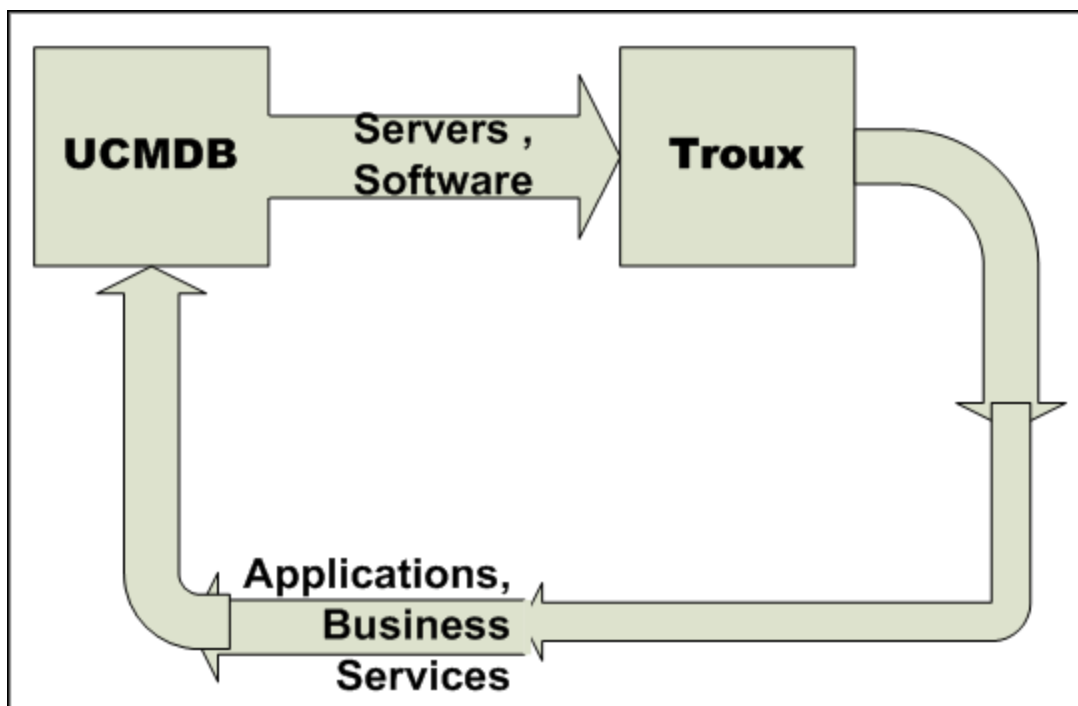 UCMDB
Servers ,
Software
Troux
Applications,
Business
Services